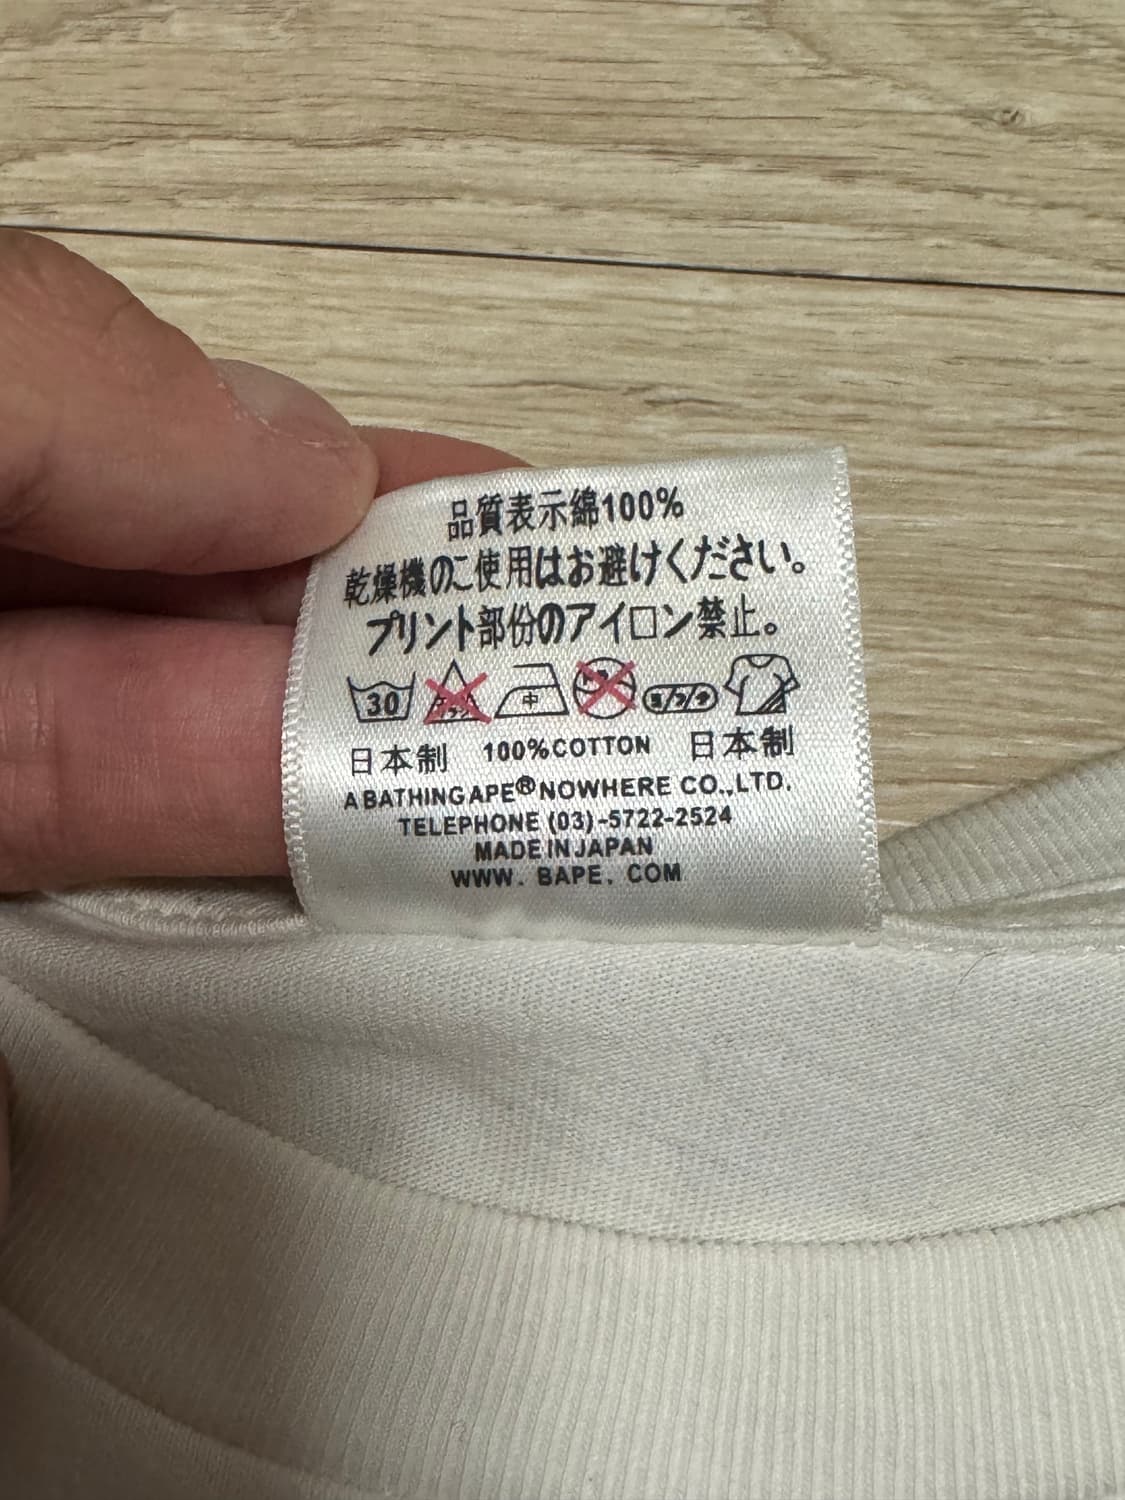 品質表示綿100%
乾燥機のご使用はお避けください。
プリント部份のアイロン禁止。
30 中
日本制 100%COTTON 日本制
A BATHING APE® NOWHERE CO.,LTD.
TELEPHONE (03)-5722-2524
MADE IN JAPAN
WWW. BAPE. COM